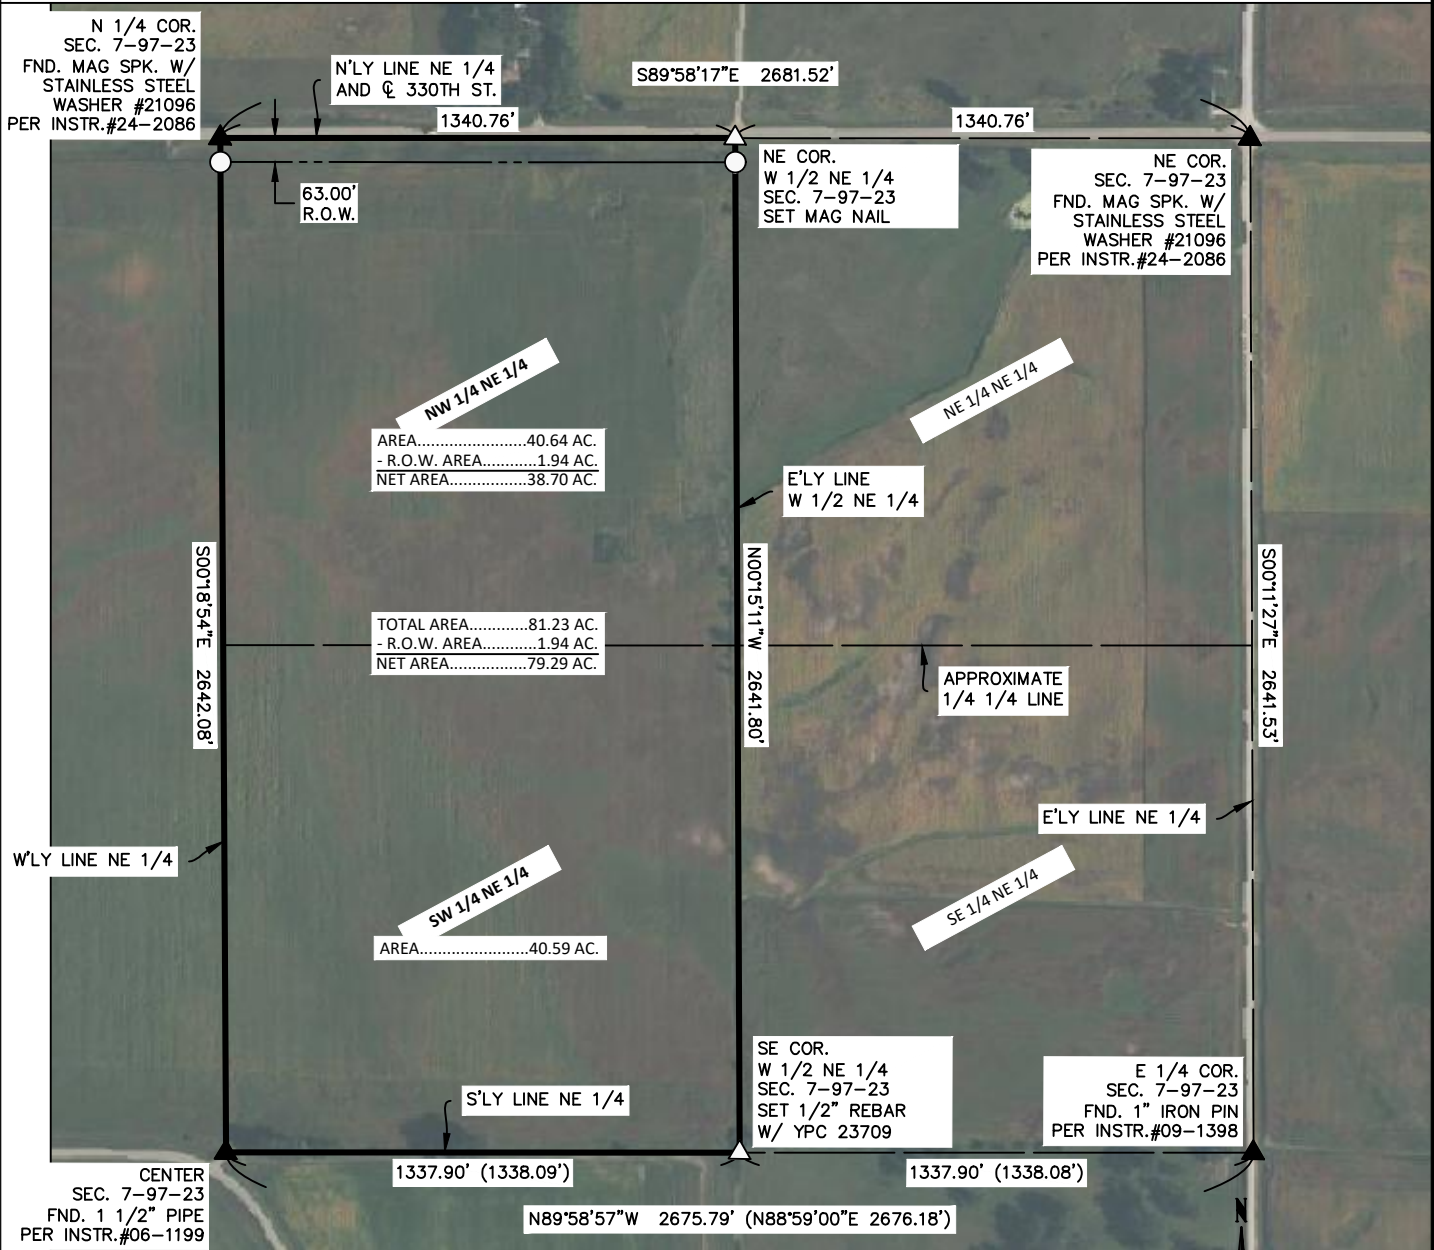 N 1/4 COR.
SEC. 7-97-23
FND. MAG SPK. W/
STAINLESS STEEL
WASHER #21096
PER INSTR.#24-2086
N'LY LINE NE 1/4
AND ℄ 330TH ST.
S89°58'17"E 2681.52'
1340.76'
1340.76'
63.00'
R.O.W.
NE COR.
W 1/2 NE 1/4
SEC. 7-97-23
SET MAG NAIL
NE COR.
SEC. 7-97-23
FND. MAG SPK. W/
STAINLESS STEEL
WASHER #21096
PER INSTR.#24-2086
NW 1/4 NE 1/4
AREA........................40.64 AC.
- R.O.W. AREA............1.94 AC.
NET AREA.................38.70 AC.
NE 1/4 NE 1/4
E'LY LINE
W 1/2 NE 1/4
S00°18'54"E 2642.08'
TOTAL AREA.............81.23 AC.
- R.O.W. AREA............1.94 AC.
NET AREA.................79.29 AC.
N00°15'11"W 2641.80'
APPROXIMATE
1/4 1/4 LINE
S00°11'27"E 2641.53'
E'LY LINE NE 1/4
W'LY LINE NE 1/4
SW 1/4 NE 1/4
AREA........................40.59 AC.
SE 1/4 NE 1/4
S'LY LINE NE 1/4
SE COR.
W 1/2 NE 1/4
SEC. 7-97-23
SET 1/2" REBAR
W/ YPC 23709
E 1/4 COR.
SEC. 7-97-23
FND. 1" IRON PIN
PER INSTR.#09-1398
CENTER
SEC. 7-97-23
FND. 1 1/2" PIPE
PER INSTR.#06-1199
1337.90' (1338.09')
1337.90' (1338.08')
N89°58'57"W 2675.79' (N88°59'00"E 2676.18')
N